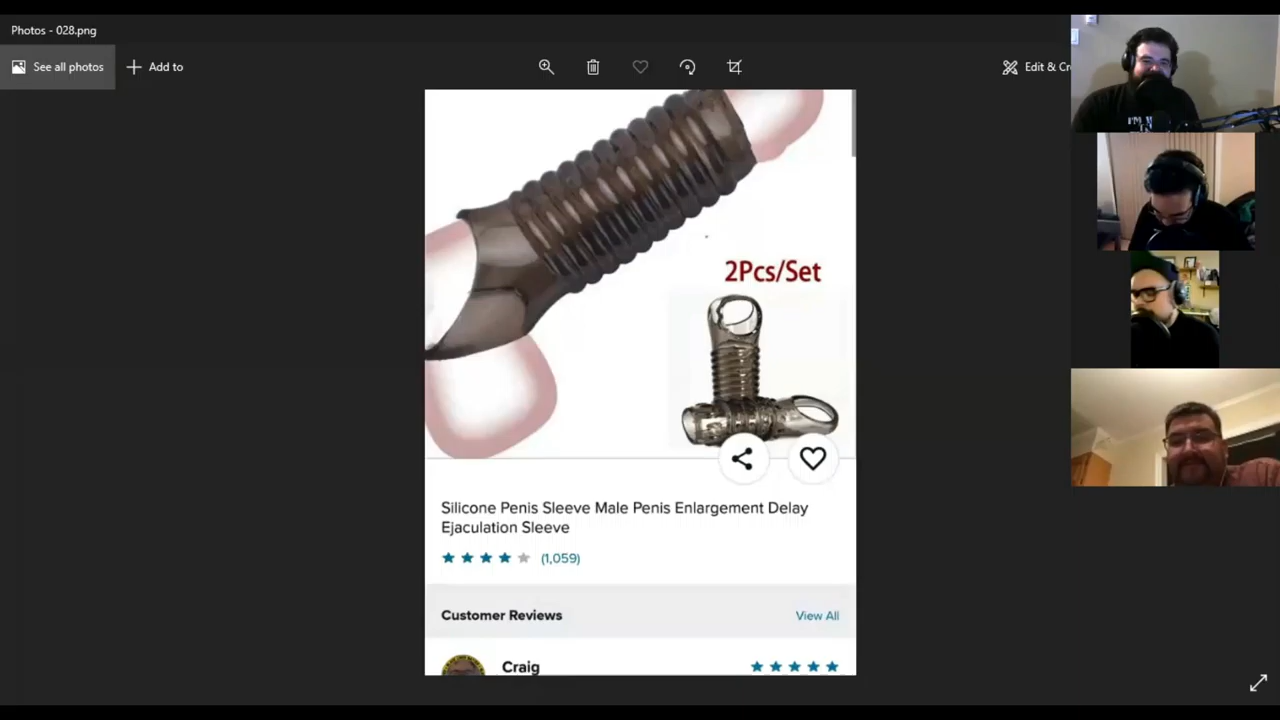 Photos - 028.png
See all photos
Add to
Edit & Cr
2Pcs/Set
Silicone Penis Sleeve Male Penis Enlargement Delay
Ejaculation Sleeve
(1,059)
Customer Reviews
View All
Craig